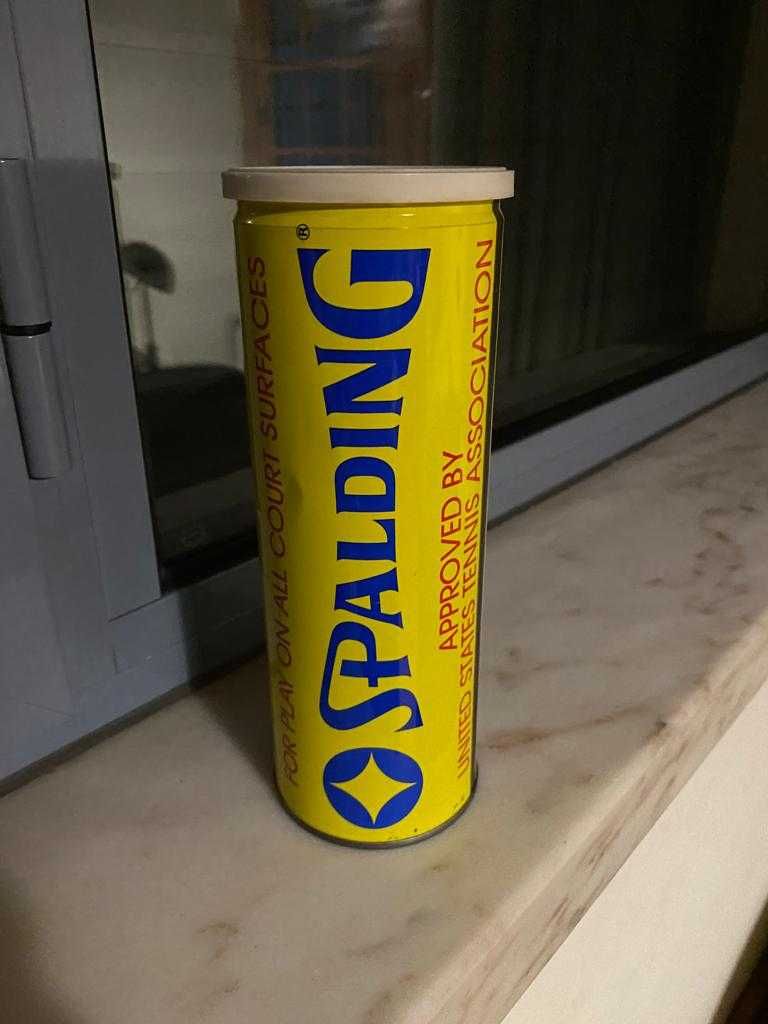 FOR PLAY ON ALL COURT SURFACES
SPALDING®
APPROVED BY
UNITED STATES TENNIS ASSOCIATION